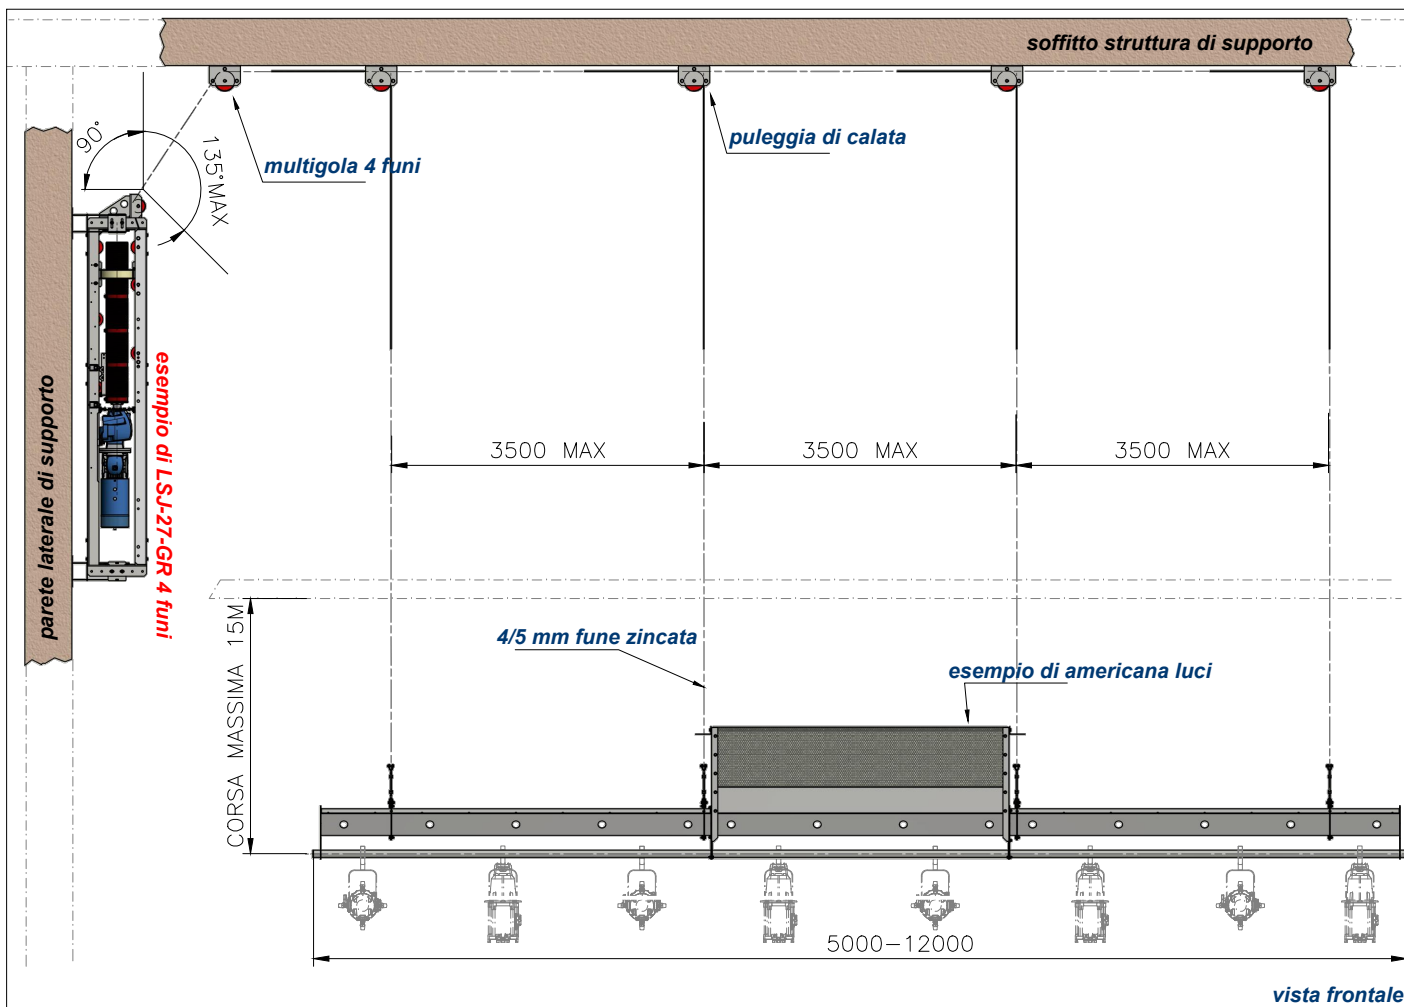 soffitto struttura di supporto
90°
135°MAX
multigola 4 funi
puleggia di calata
parete laterale di supporto
esempio di LSJ-27-GR 4 funi
3500 MAX
3500 MAX
3500 MAX
CORSA MASSIMA 15M
4/5 mm fune zincata
esempio di americana luci
5000-12000
vista frontale